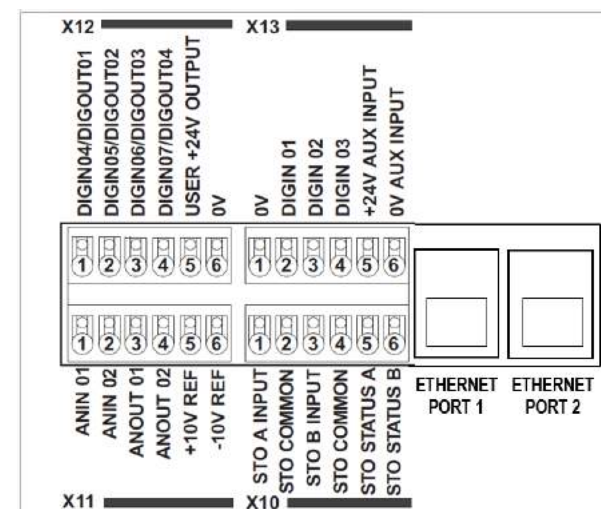 X12
X13
DIGIN04/DIGOUT01
DIGIN05/DIGOUT02
DIGIN06/DIGOUT03
DIGIN07/DIGOUT04
USER +24V OUTPUT
0V
0V
DIGIN 01
DIGIN 02
DIGIN 03
+24V AUX INPUT
0V AUX INPUT
1 2 3 4 5 6
1 2 3 4 5 6
1 2 3 4 5 6
1 2 3 4 5 6
ANIN 01
ANIN 02
ANOUT 01
ANOUT 02
+10V REF
-10V REF
STO A INPUT
STO COMMON
STO B INPUT
STO COMMON
STO STATUS A
STO STATUS B
ETHERNET
PORT 1
ETHERNET
PORT 2
X11
X10